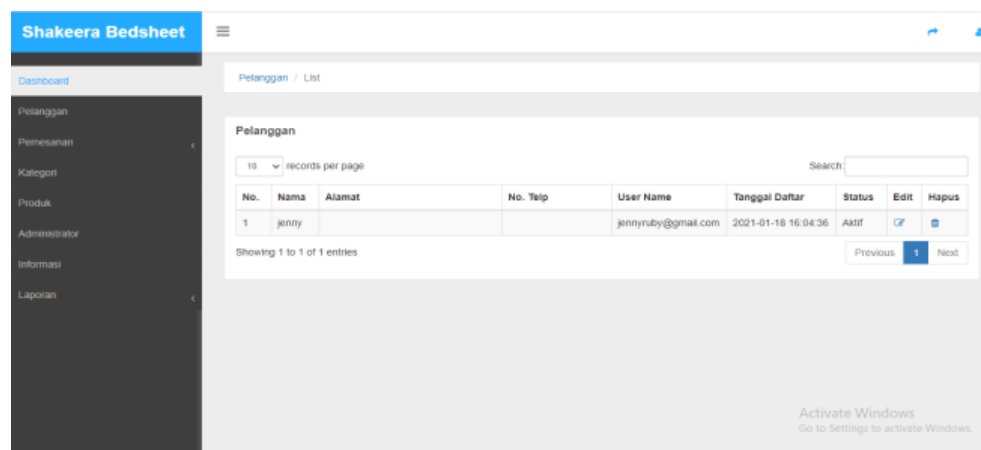 Shakeera Bedsheet
Dashboard
Pelanggan
Pemesanan
Kategori
Produk
Administrator
Informasi
Laporan
Pelanggan / List
Pelanggan
10 records per page Search:
No. Nama Alamat No. Telp User Name Tanggal Daftar Status Edit Hapus
1 jenny jennyruby@gmail.com 2021-01-18 16:04:36 Aktif
Showing 1 to 1 of 1 entries Previous 1 Next
Activate Windows
Go to Settings to activate Windows.